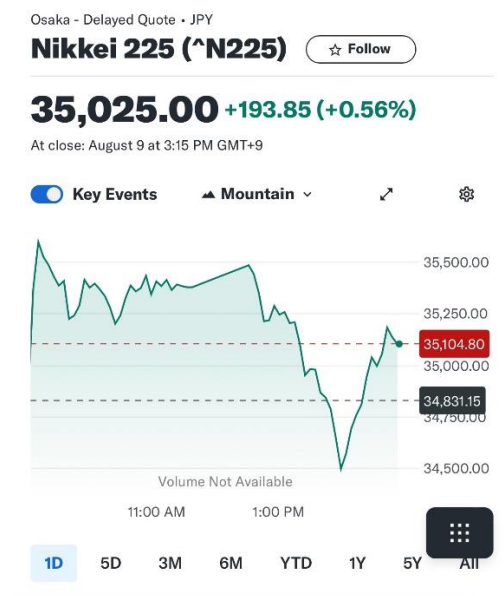 Osaka - Delayed Quote • JPY
Nikkei 225 (^N225)
Follow
35,025.00 +193.85 (+0.56%)
At close: August 9 at 3:15 PM GMT+9
Key Events
Mountain
35,500.00
35,250.00
35,104.80
35,000.00
34,831.15
34,750.00
34,500.00
Volume Not Available
11:00 AM 1:00 PM
1D 5D 3M 6M YTD 1Y 5Y All